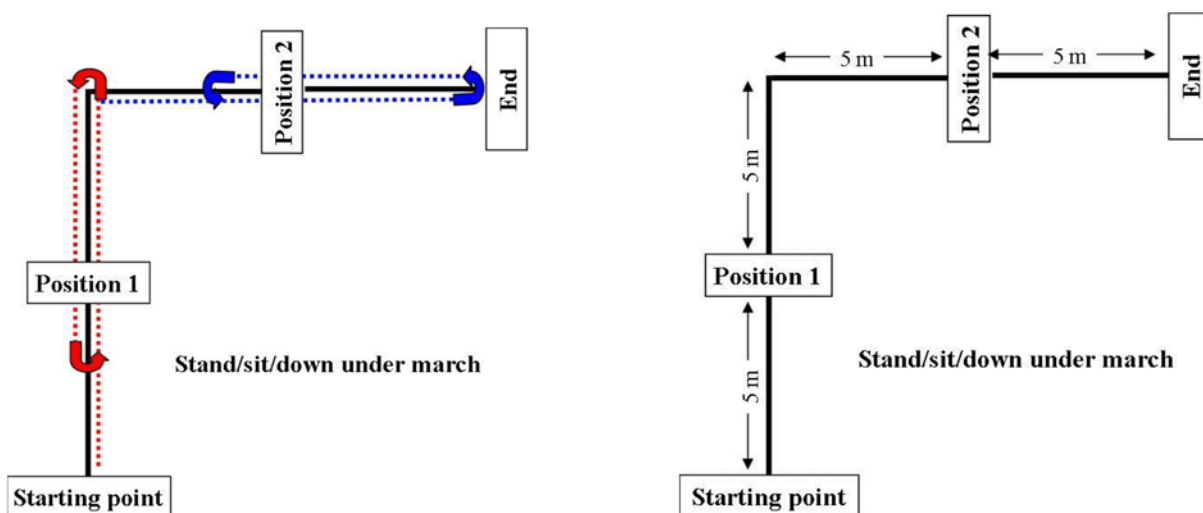 Position 2
End
Position 1
Stand/sit/down under march
Starting point
5 m
Position 2
5 m
End
5 m
Position 1
Stand/sit/down under march
5 m
Starting point